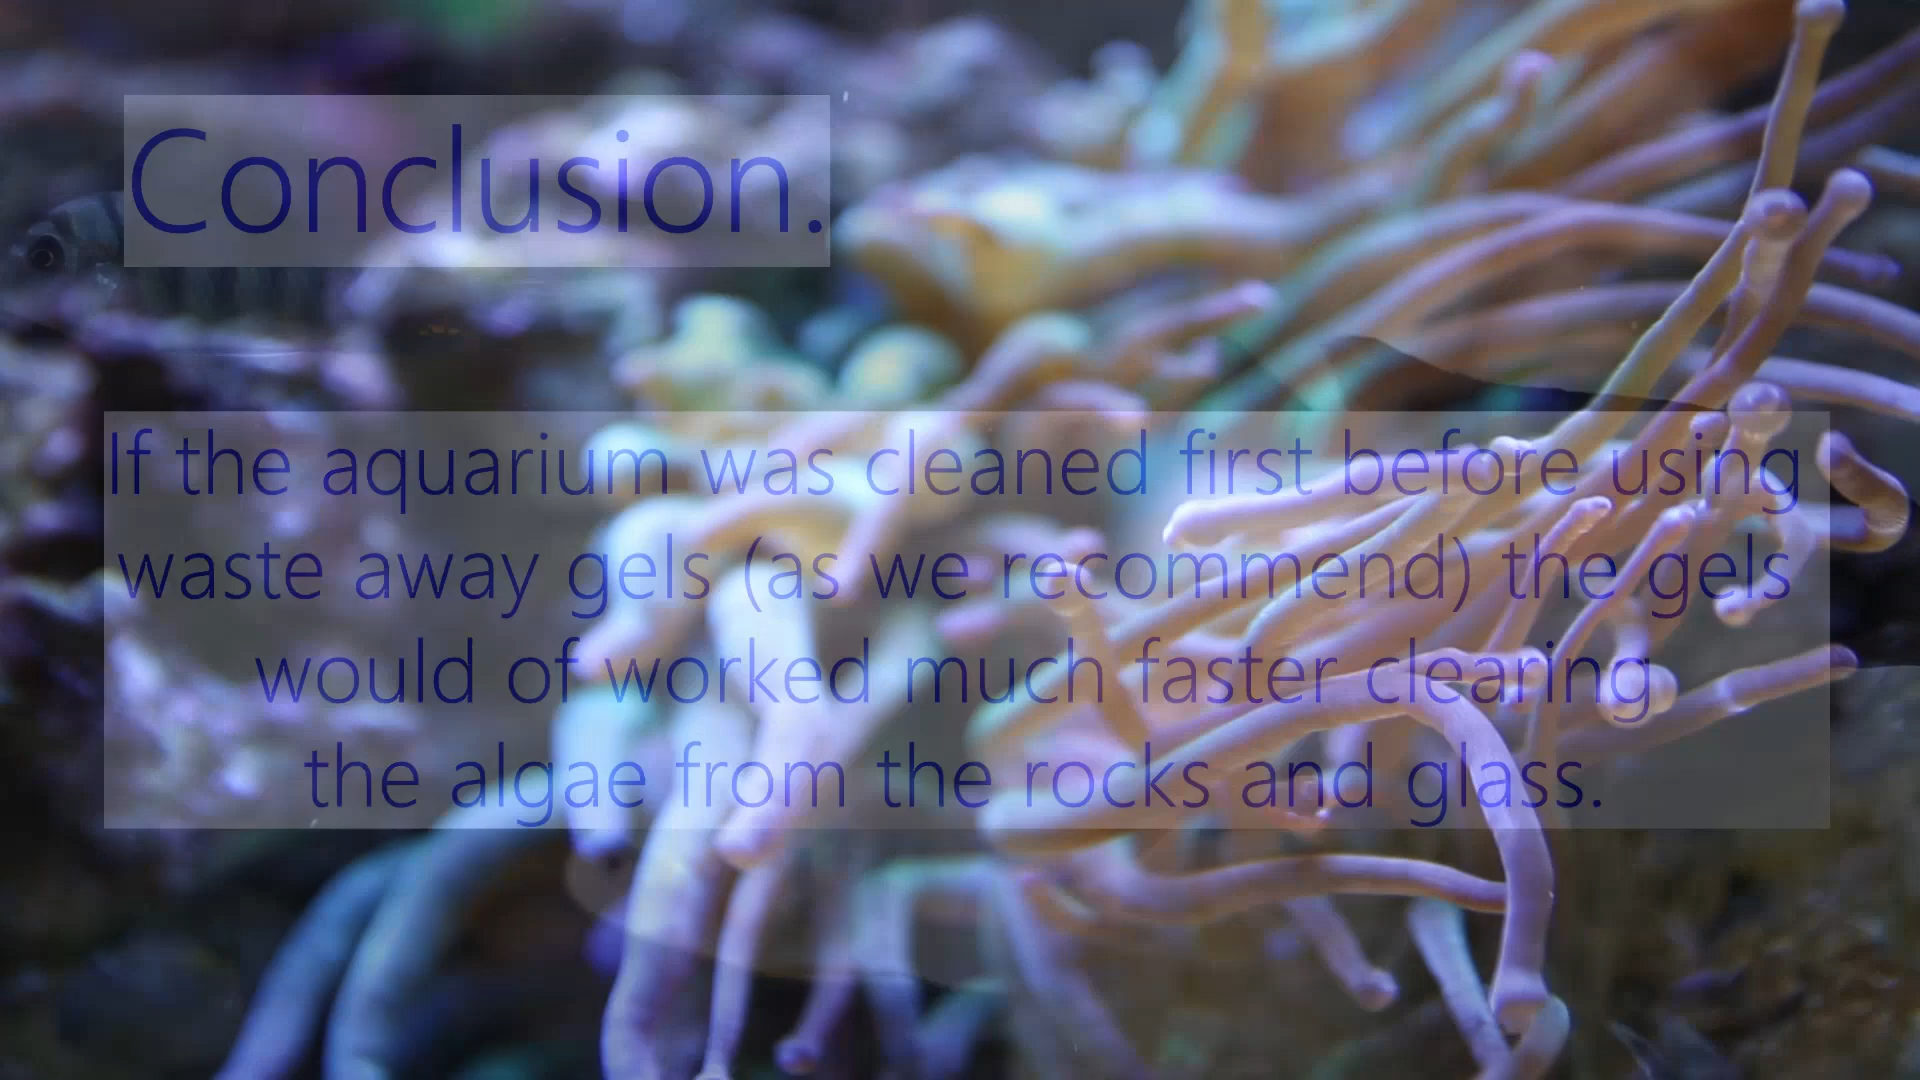 Conclusion.
If the aquarium was cleaned first before using
waste away gels (as we recommend) the gels
would of worked much faster clearing
the algae from the rocks and glass.